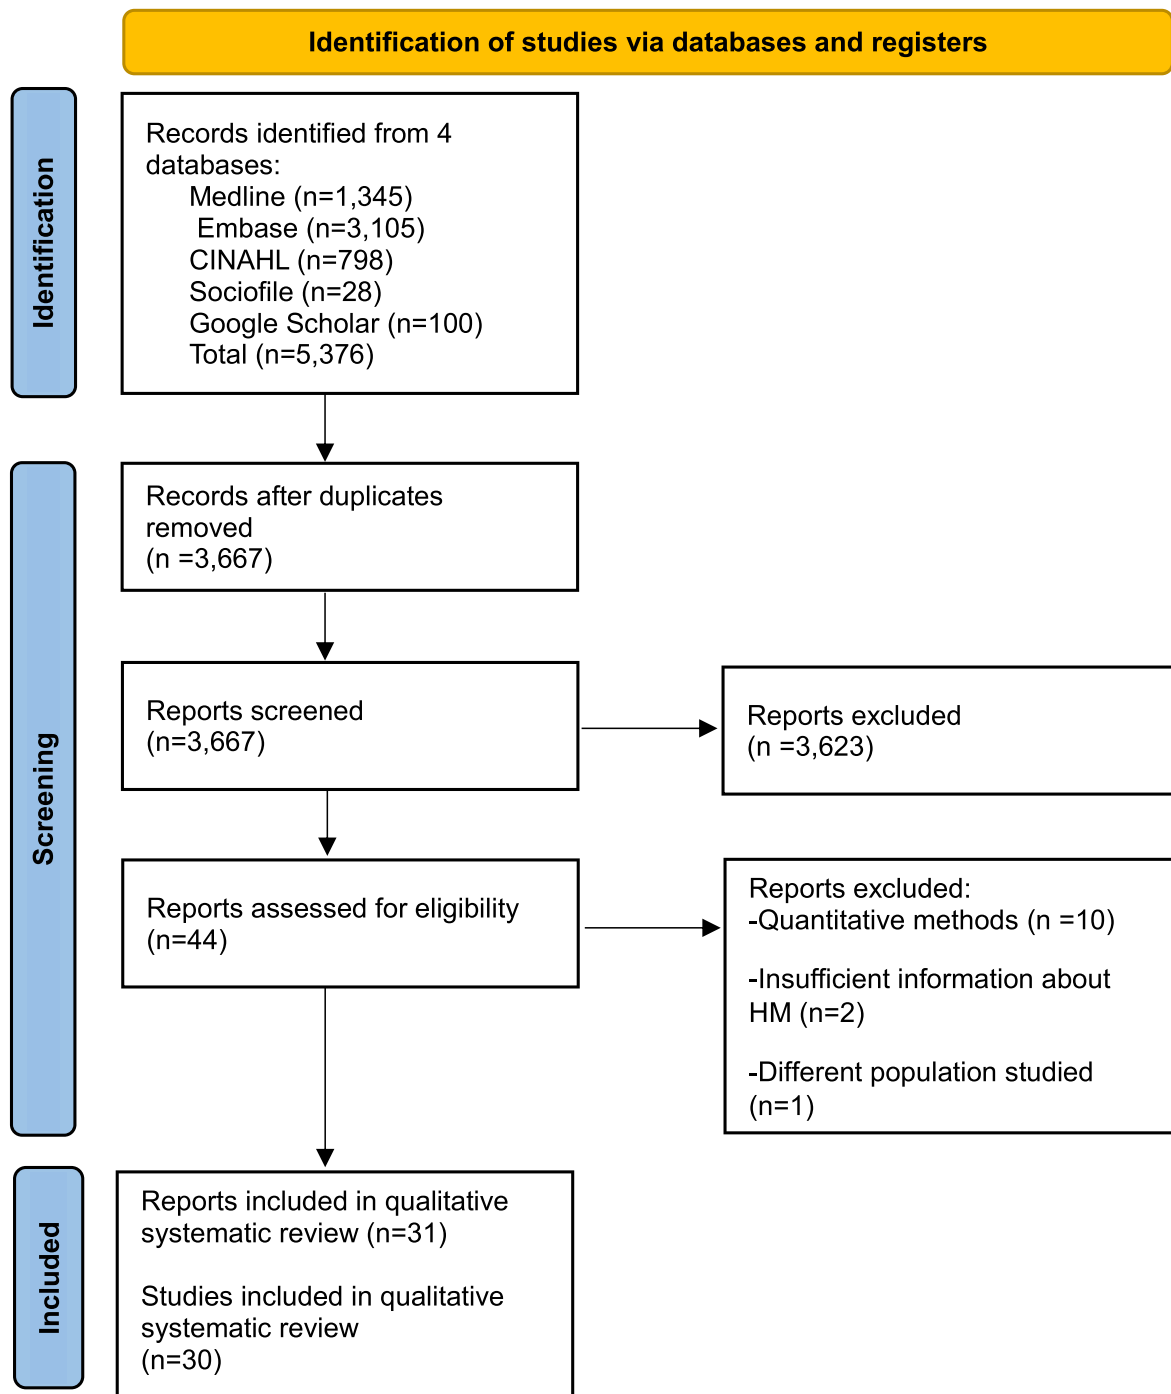 Identification of studies via databases and registers
Identification
Records identified from 4
databases:
Medline (n=1,345)
Embase (n=3,105)
CINAHL (n=798)
Sociofile (n=28)
Google Scholar (n=100)
Total (n=5,376)
Screening
Records after duplicates
removed
(n =3,667)
Reports screened
(n=3,667)
Reports excluded
(n =3,623)
Reports assessed for eligibility
(n=44)
Reports excluded:
-Quantitative methods (n =10)
-Insufficient information about
HM (n=2)
-Different population studied
(n=1)
Included
Reports included in qualitative
systematic review (n=31)
Studies included in qualitative
systematic review
(n=30)